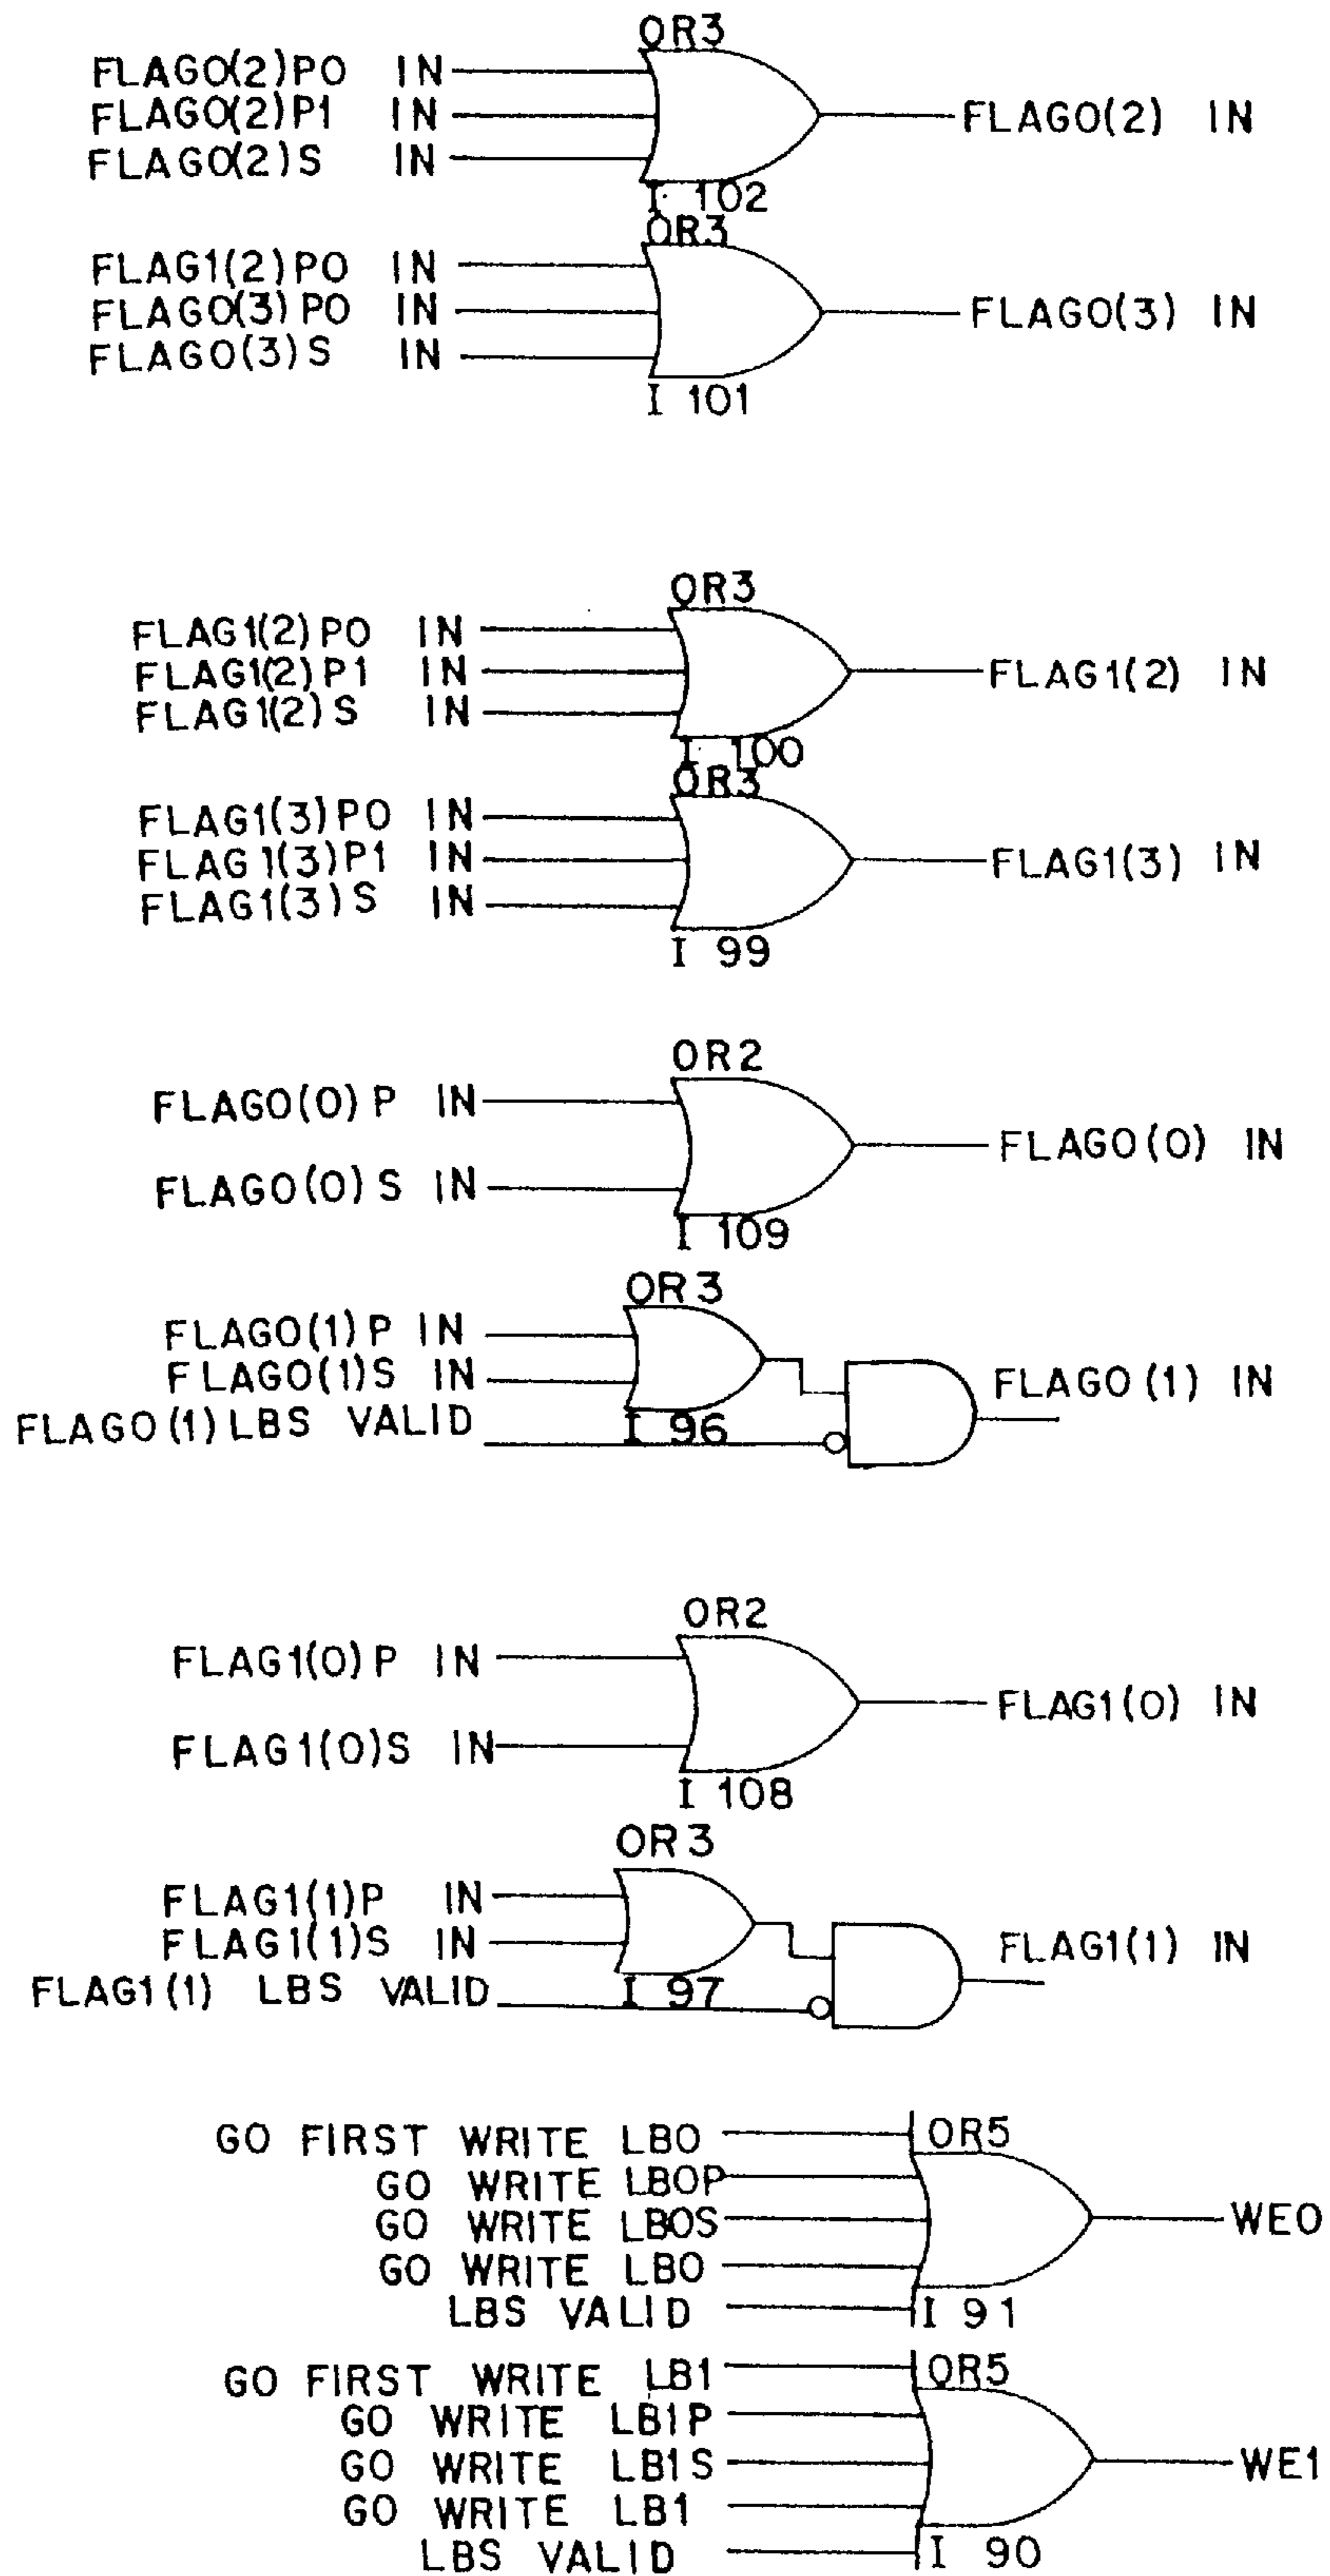 OR3
FLAG0(2)P0 IN
FLAG0(2)P1 IN
FLAG0(2)S IN
FLAG0(2) IN
I 102
OR3
FLAG1(2)P0 IN
FLAG0(3)P0 IN
FLAG0(3)S IN
FLAG0(3) IN
I 101
OR3
FLAG1(2)P0 IN
FLAG1(2)P1 IN
FLAG1(2)S IN
FLAG1(2) IN
I 100
OR3
FLAG1(3)P0 IN
FLAG1(3)P1 IN
FLAG1(3)S IN
FLAG1(3) IN
I 99
OR2
FLAG0(0)P IN
FLAG0(0)S IN
FLAG0(0) IN
I 109
OR3
FLAG0(1)P IN
FLAG0(1)S IN
FLAG0(1) LBS VALID
I 96
FLAG0(1) IN
OR2
FLAG1(0)P IN
FLAG1(0)S IN
FLAG1(0) IN
I 108
OR3
FLAG1(1)P IN
FLAG1(1)S IN
FLAG1(1) LBS VALID
I 97
FLAG1(1) IN
OR5
GO FIRST WRITE LB0
GO WRITE LB0P
GO WRITE LB0S
GO WRITE LB0
LBS VALID
WE0
I 91
OR5
GO FIRST WRITE LB1
GO WRITE LB1P
GO WRITE LB1S
GO WRITE LB1
LBS VALID
WE1
I 90